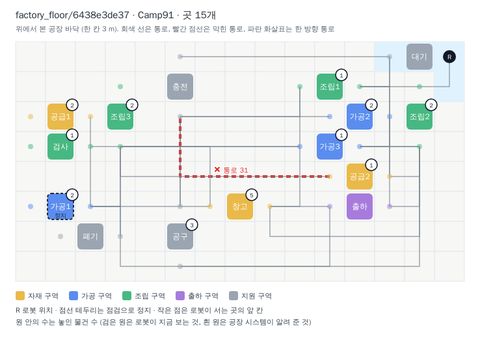 factory_floor/6438e3de37 · Camp91 · 곳 15개
위에서 본 공장 바닥 (한 칸 3 m). 회색 선은 통로, 빨간 점선은 막힌 통로, 파란 화살표는 한 방향 통로
대기
R
충전
조립1
1
공급1
2
조립3
2
가공2
2
조립2
2
검사
1
가공3
1
✕ 통로 31
공급2
1
가공1
2
정지
창고
5
출하
폐기
공구
3
자재 구역
가공 구역
조립 구역
출하 구역
지원 구역
R 로봇 위치 · 점선 테두리는 점검으로 정지 · 작은 점은 로봇이 서는 곳의 앞 칸
원 안의 수는 놓인 물건 수 (검은 원은 로봇이 지금 보는 것, 흰 원은 공장 시스템이 알려 준 것)